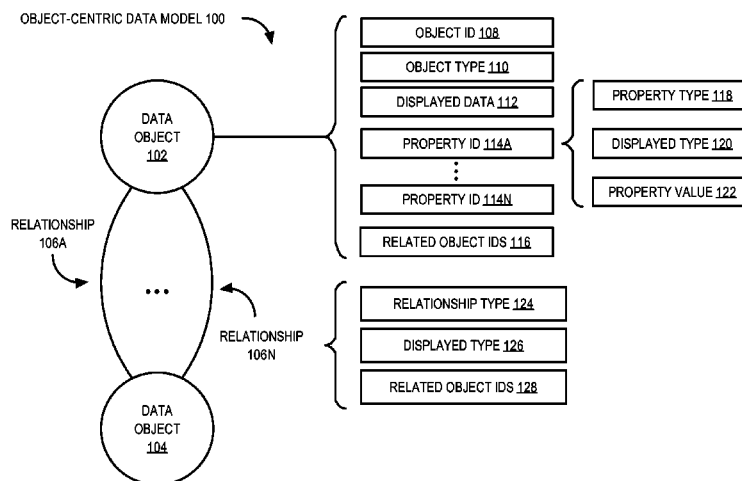 OBJECT-CENTRIC DATA MODEL 100
OBJECT ID 108
OBJECT TYPE 110
DISPLAYED DATA 112
PROPERTY ID 114A
PROPERTY ID 114N
RELATED OBJECT IDS 116
PROPERTY TYPE 118
DISPLAYED TYPE 120
PROPERTY VALUE 122
DATA
OBJECT
102
RELATIONSHIP
106A
...
RELATIONSHIP
106N
RELATIONSHIP TYPE 124
DISPLAYED TYPE 126
RELATED OBJECT IDS 128
DATA
OBJECT
104